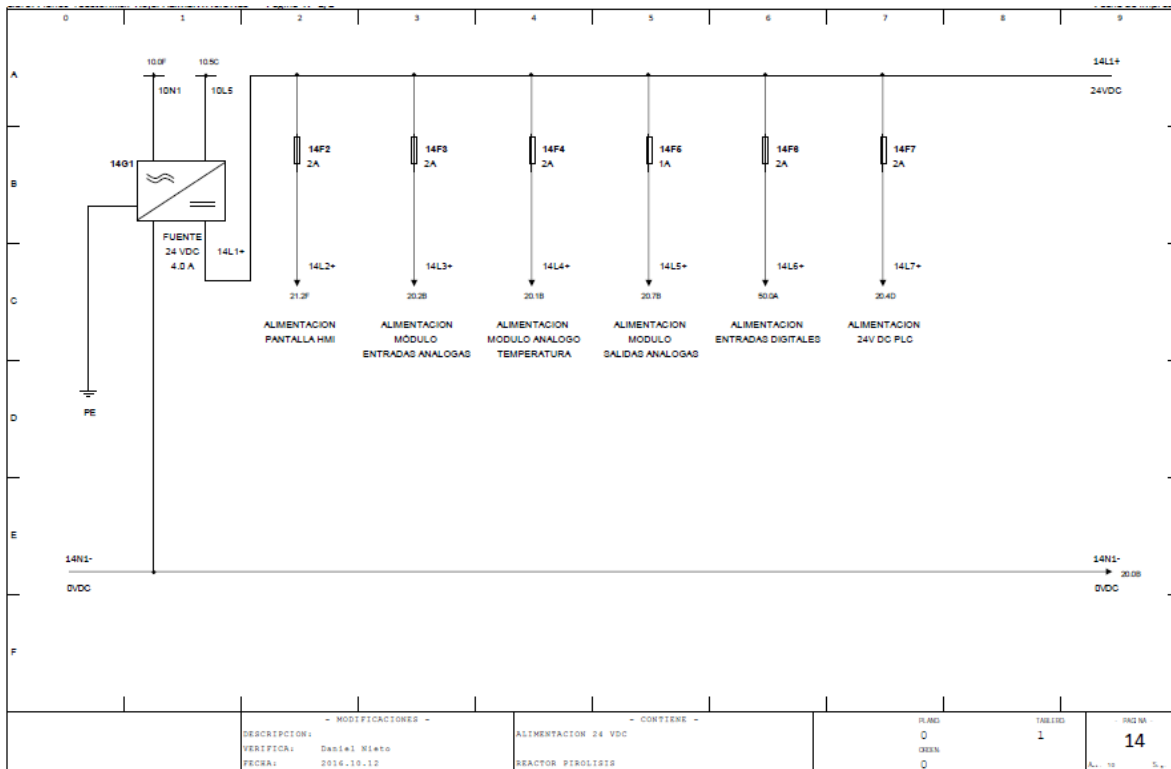 0 1 2 3 4 5 6 7 8 9
A
B
C
D
E
F
10.0F
10.5C
10N1
10L5
14L1+
24VDC
14G1
FUENTE
24 VDC
4.0 A
14L1+
14F2
2A
14F3
2A
14F4
2A
14F5
1A
14F6
2A
14F7
2A
14L2+
14L3+
14L4+
14L5+
14L6+
14L7+
21.2F
20.2B
20.1B
20.7B
50.0A
20.4D
ALIMENTACION
PANTALLA HMI
ALIMENTACION
MÓDULO
ENTRADAS ANALOGAS
ALIMENTACION
MODULO ANALOGO
TEMPERATURA
ALIMENTACION
MODULO
SALIDAS ANALOGAS
ALIMENTACION
ENTRADAS DIGITALES
ALIMENTACION
24V DC PLC
PE
14N1-
0VDC
14N1-
0VDC
20.0B
- MODIFICACIONES -
DESCRIPCION:
VERIFICA: Daniel Nieto
FECHA: 2016.10.12
- CONTIENE -
ALIMENTACION 24 VDC
REACTOR PIROLISIS
PLANO
0
ORDEN
0
TABLERO
1
- PAGINA -
14